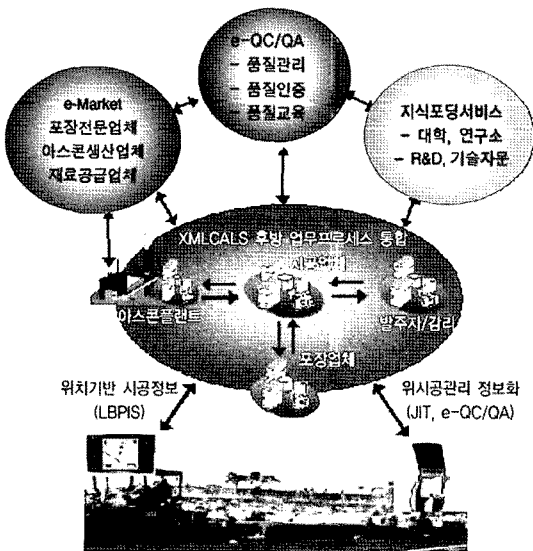 e-QC/QA
- 품질관리
- 품질인증
- 품질교육
e-Market
포장전문업체
아스콘생산업체
재료공급업체
지식포딩서비스
- 대학, 연구소
- R&D, 기술자문
XMLCALS 후방 업무프로세스 통합
시공업체
아스콘플랜트
발주자/감리
포장업체
위치기반 시공정보
(LBPIS)
위시공관리 정보화
(JIT, e-QC/QA)